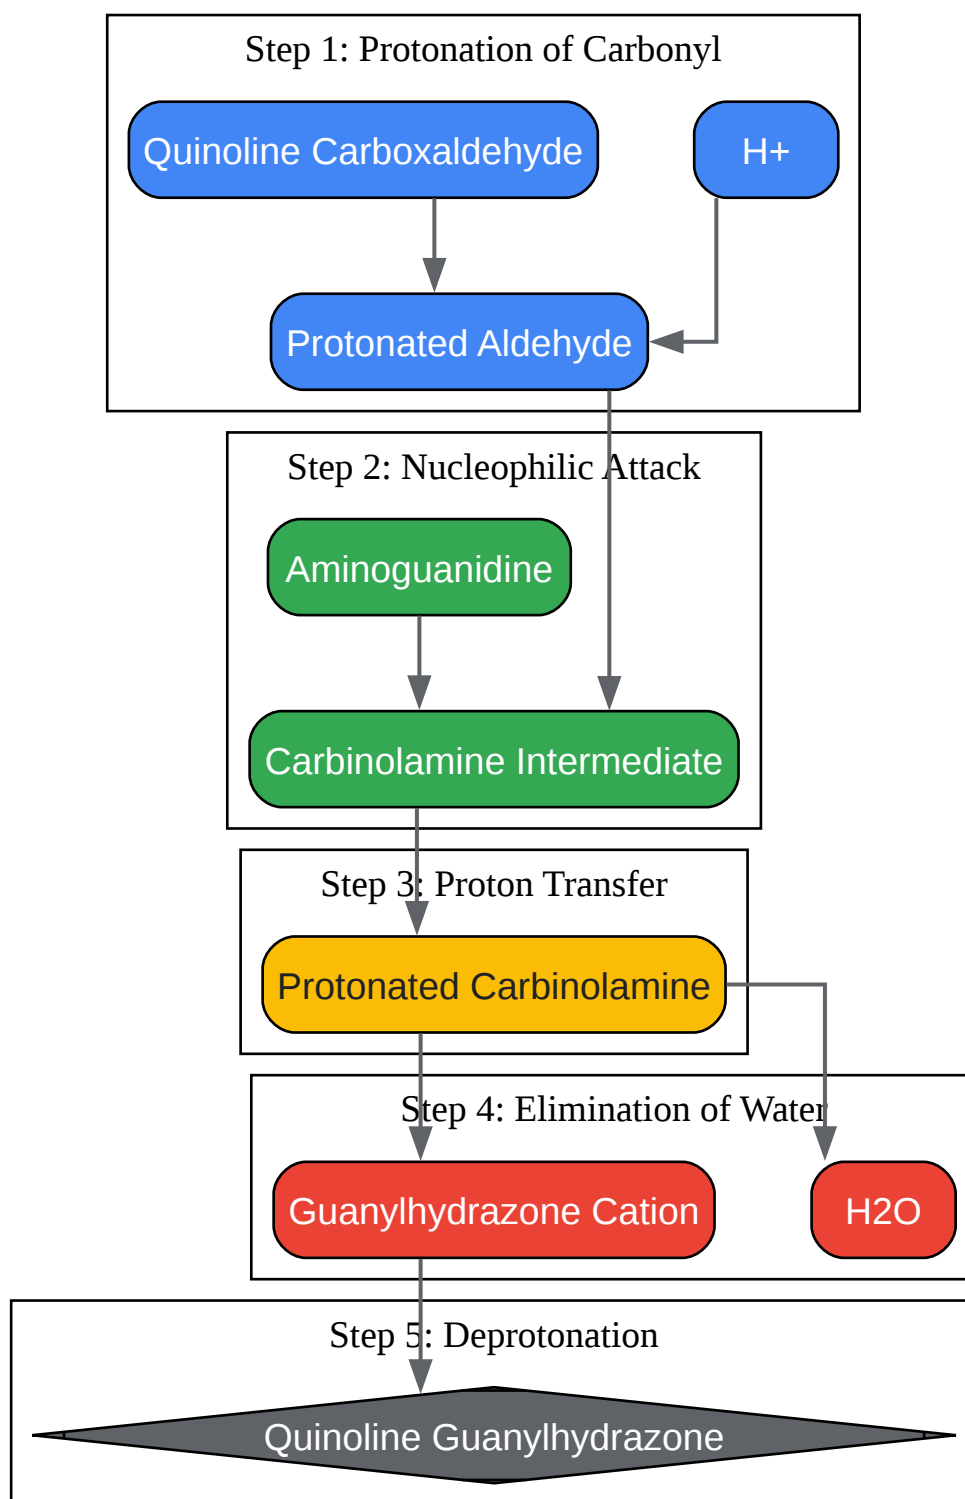 Step 1: Protonation of Carbonyl
Quinoline Carboxaldehyde
H+
Protonated Aldehyde
Step 2: Nucleophilic Attack
Aminoguanidine
Carbinolamine Intermediate
Step 3: Proton Transfer
Protonated Carbinolamine
Step 4: Elimination of Water
Guanylhydrazone Cation
H2O
Step 5: Deprotonation
Quinoline Guanylhydrazone